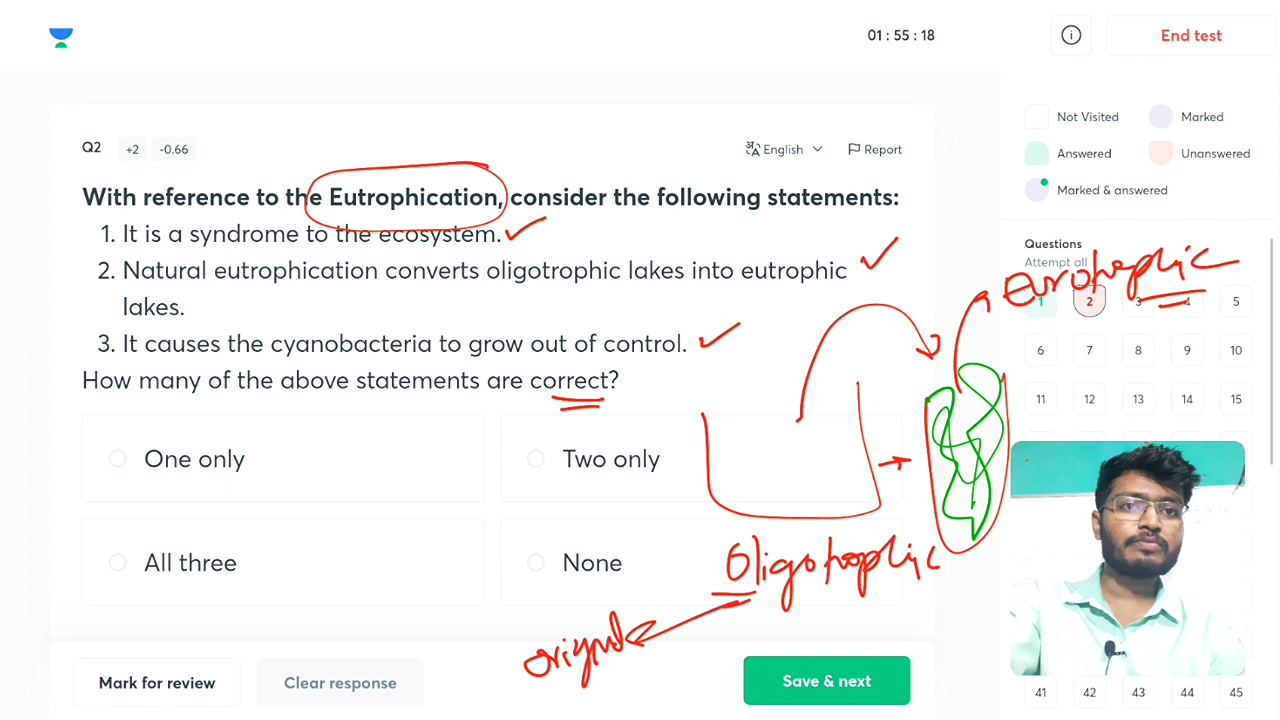 01 : 55 : 18
End test
Q2
+2
-0.66
English
Report
With reference to the Eutrophication, consider the following statements:
1. It is a syndrome to the ecosystem.
2. Natural eutrophication converts oligotrophic lakes into eutrophic
lakes.
3. It causes the cyanobacteria to grow out of control.
How many of the above statements are correct?
One only
Two only
All three
None
Oligotrophic
Mark for review
Clear response
Save & next
Not Visited
Marked
Answered
Unanswered
Marked & answered
Questions
Attempt all
1 2 3 4 5
6 7 8 9 10
11 12 13 14 15
41 42 43 44 45